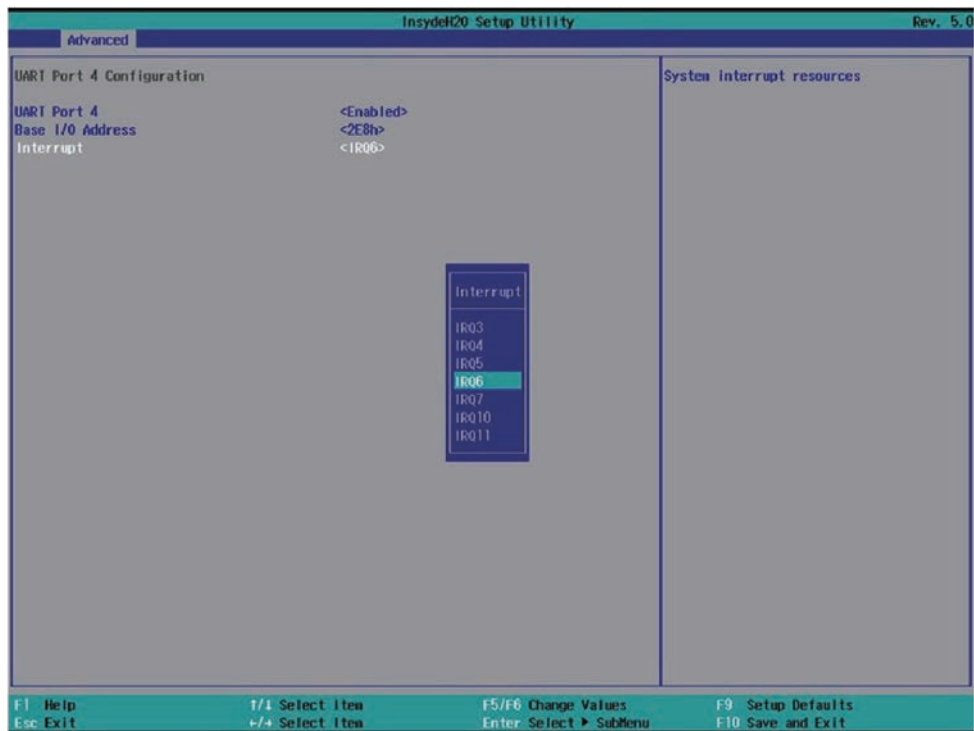 InsydeH20 Setup Utility
Rev. 5.0
Advanced
UART Port 4 Configuration
System interrupt resources
UART Port 4 <Enabled>
Base I/O Address <2E8h>
Interrupt <IRQ6>
Interrupt
IRQ3
IRQ4
IRQ5
IRQ6
IRQ7
IRQ10
IRQ11
F1 Help ↑/↓ Select Item F5/F6 Change Values F9 Setup Defaults
Esc Exit ←/→ Select Item Enter Select ▶ SubMenu F10 Save and Exit